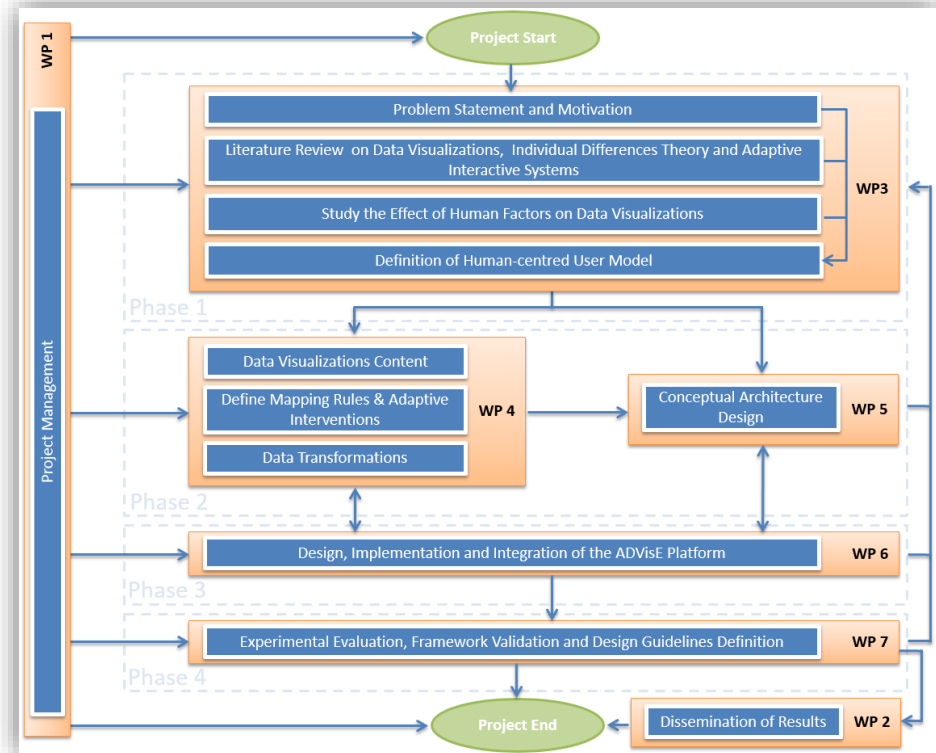 WP 1
Project Management
Project Start
Problem Statement and Motivation
Literature Review on Data Visualizations, Individual Differences Theory and Adaptive
Interactive Systems
Study the Effect of Human Factors on Data Visualizations
Definition of Human-centred User Model
WP3
Phase 1
Data Visualizations Content
Define Mapping Rules & Adaptive
Interventions
Data Transformations
WP 4
Conceptual Architecture
Design
WP 5
Phase 2
Design, Implementation and Integration of the ADVisE Platform
WP 6
Phase 3
Experimental Evaluation, Framework Validation and Design Guidelines Definition
WP 7
Phase 4
Project End
Dissemination of Results
WP 2